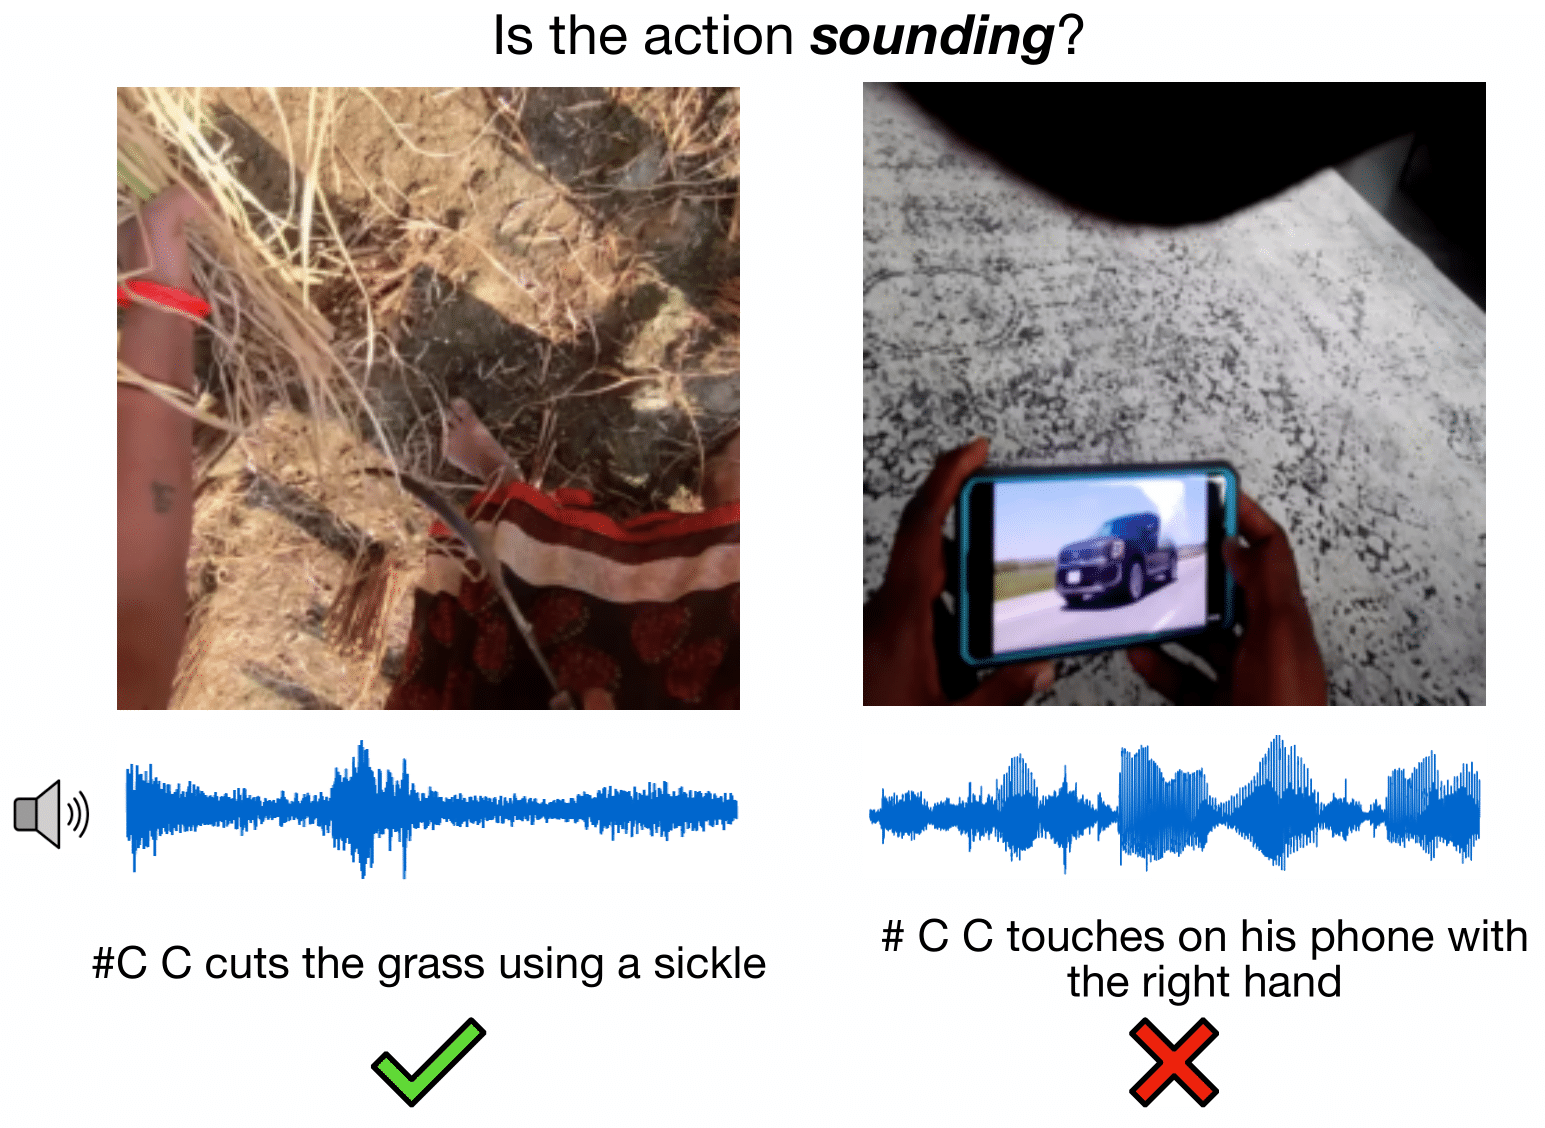 Is the action sounding?
#C C cuts the grass using a sickle
# C C touches on his phone with
the right hand